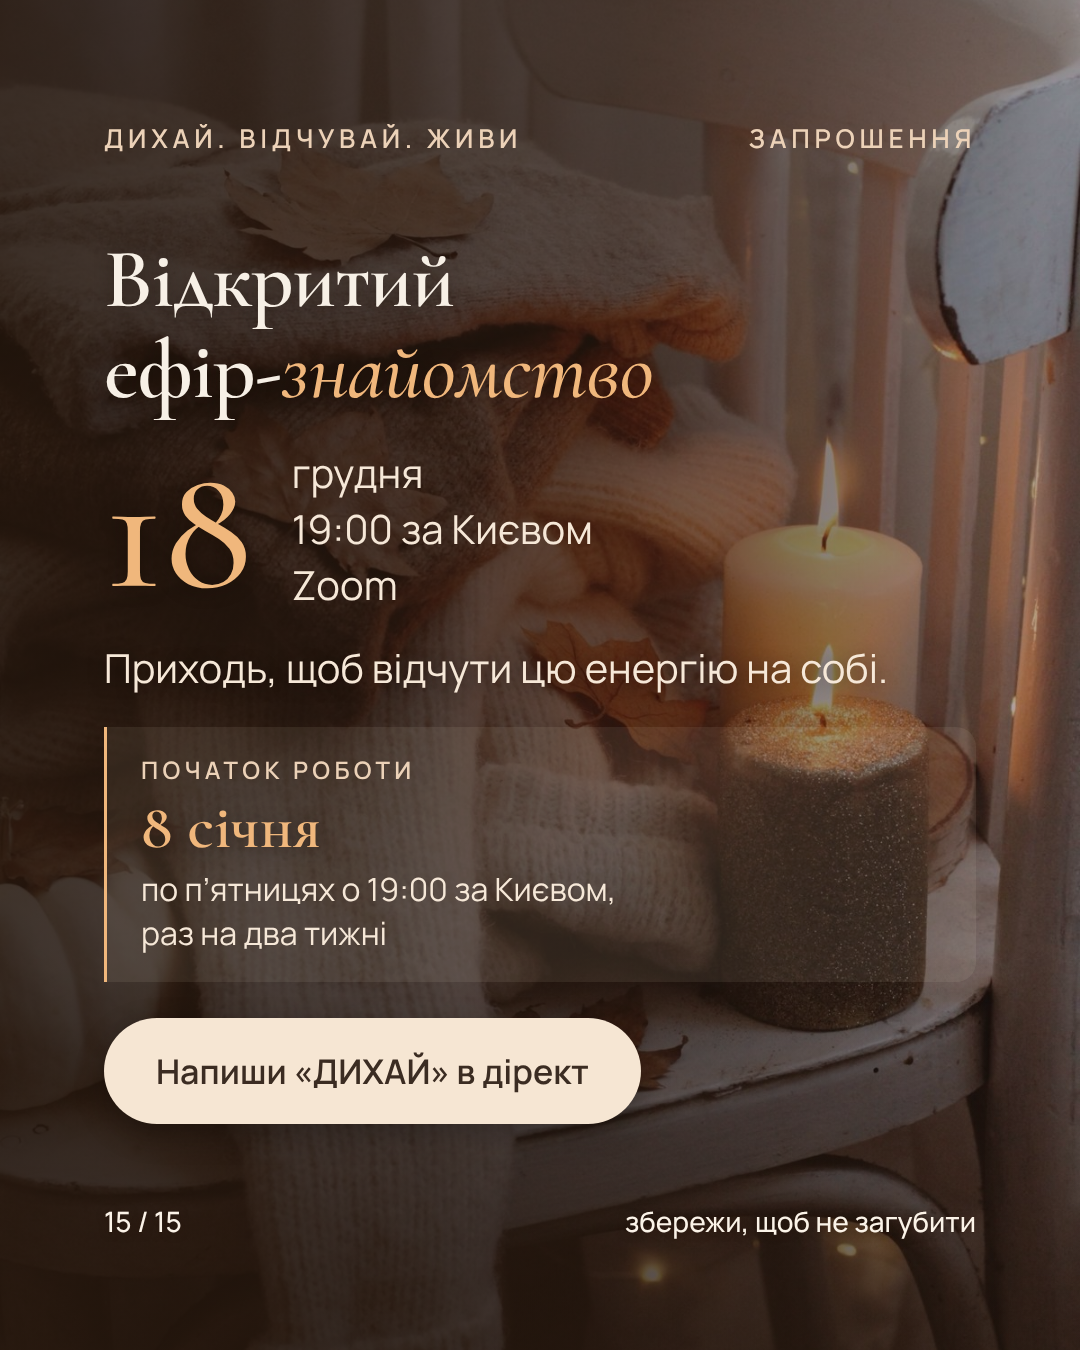 ДИХАЙ. ВІДЧУВАЙ. ЖИВИ
ЗАПРОШЕННЯ
Відкритий
ефір-знайомство
18
грудня
19:00 за Києвом
Zoom
Приходь, щоб відчути цю енергію на собі.
ПОЧАТОК РОБОТИ
8 січня
по п’ятницях о 19:00 за Києвом,
раз на два тижні
Напиши «ДИХАЙ» в дірект
15 / 15
збережи, щоб не загубити